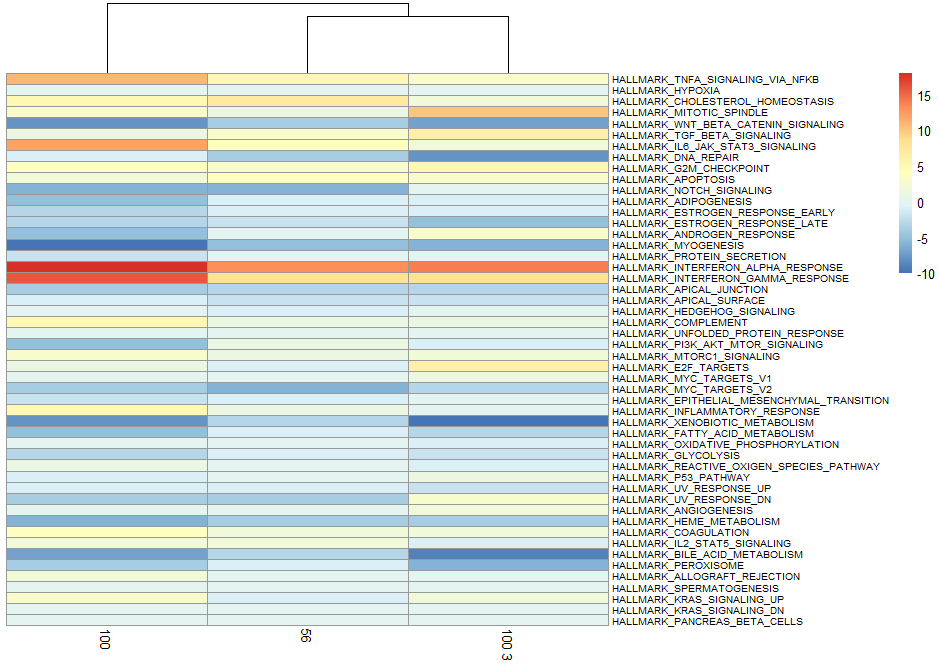 HALLMARK_TNFA_SIGNALING_VIA_NFKB
HALLMARK_HYPOXIA
HALLMARK_CHOLESTEROL_HOMEOSTASIS
HALLMARK_MITOTIC_SPINDLE
HALLMARK_WNT_BETA_CATENIN_SIGNALING
HALLMARK_TGF_BETA_SIGNALING
HALLMARK_IL6_JAK_STAT3_SIGNALING
HALLMARK_DNA_REPAIR
HALLMARK_G2M_CHECKPOINT
HALLMARK_APOPTOSIS
HALLMARK_NOTCH_SIGNALING
HALLMARK_ADIPOGENESIS
HALLMARK_ESTROGEN_RESPONSE_EARLY
HALLMARK_ESTROGEN_RESPONSE_LATE
HALLMARK_ANDROGEN_RESPONSE
HALLMARK_MYOGENESIS
HALLMARK_PROTEIN_SECRETION
HALLMARK_INTERFERON_ALPHA_RESPONSE
HALLMARK_INTERFERON_GAMMA_RESPONSE
HALLMARK_APICAL_JUNCTION
HALLMARK_APICAL_SURFACE
HALLMARK_HEDGEHOG_SIGNALING
HALLMARK_COMPLEMENT
HALLMARK_UNFOLDED_PROTEIN_RESPONSE
HALLMARK_PI3K_AKT_MTOR_SIGNALING
HALLMARK_MTORC1_SIGNALING
HALLMARK_E2F_TARGETS
HALLMARK_MYC_TARGETS_V1
HALLMARK_MYC_TARGETS_V2
HALLMARK_EPITHELIAL_MESENCHYMAL_TRANSITION
HALLMARK_INFLAMMATORY_RESPONSE
HALLMARK_XENOBIOTIC_METABOLISM
HALLMARK_FATTY_ACID_METABOLISM
HALLMARK_OXIDATIVE_PHOSPHORYLATION
HALLMARK_GLYCOLYSIS
HALLMARK_REACTIVE_OXIGEN_SPECIES_PATHWAY
HALLMARK_P53_PATHWAY
HALLMARK_UV_RESPONSE_UP
HALLMARK_UV_RESPONSE_DN
HALLMARK_ANGIOGENESIS
HALLMARK_HEME_METABOLISM
HALLMARK_COAGULATION
HALLMARK_IL2_STAT5_SIGNALING
HALLMARK_BILE_ACID_METABOLISM
HALLMARK_PEROXISOME
HALLMARK_ALLOGRAFT_REJECTION
HALLMARK_SPERMATOGENESIS
HALLMARK_KRAS_SIGNALING_UP
HALLMARK_KRAS_SIGNALING_DN
HALLMARK_PANCREAS_BETA_CELLS
100
56
100.3
15
10
5
0
-5
-10